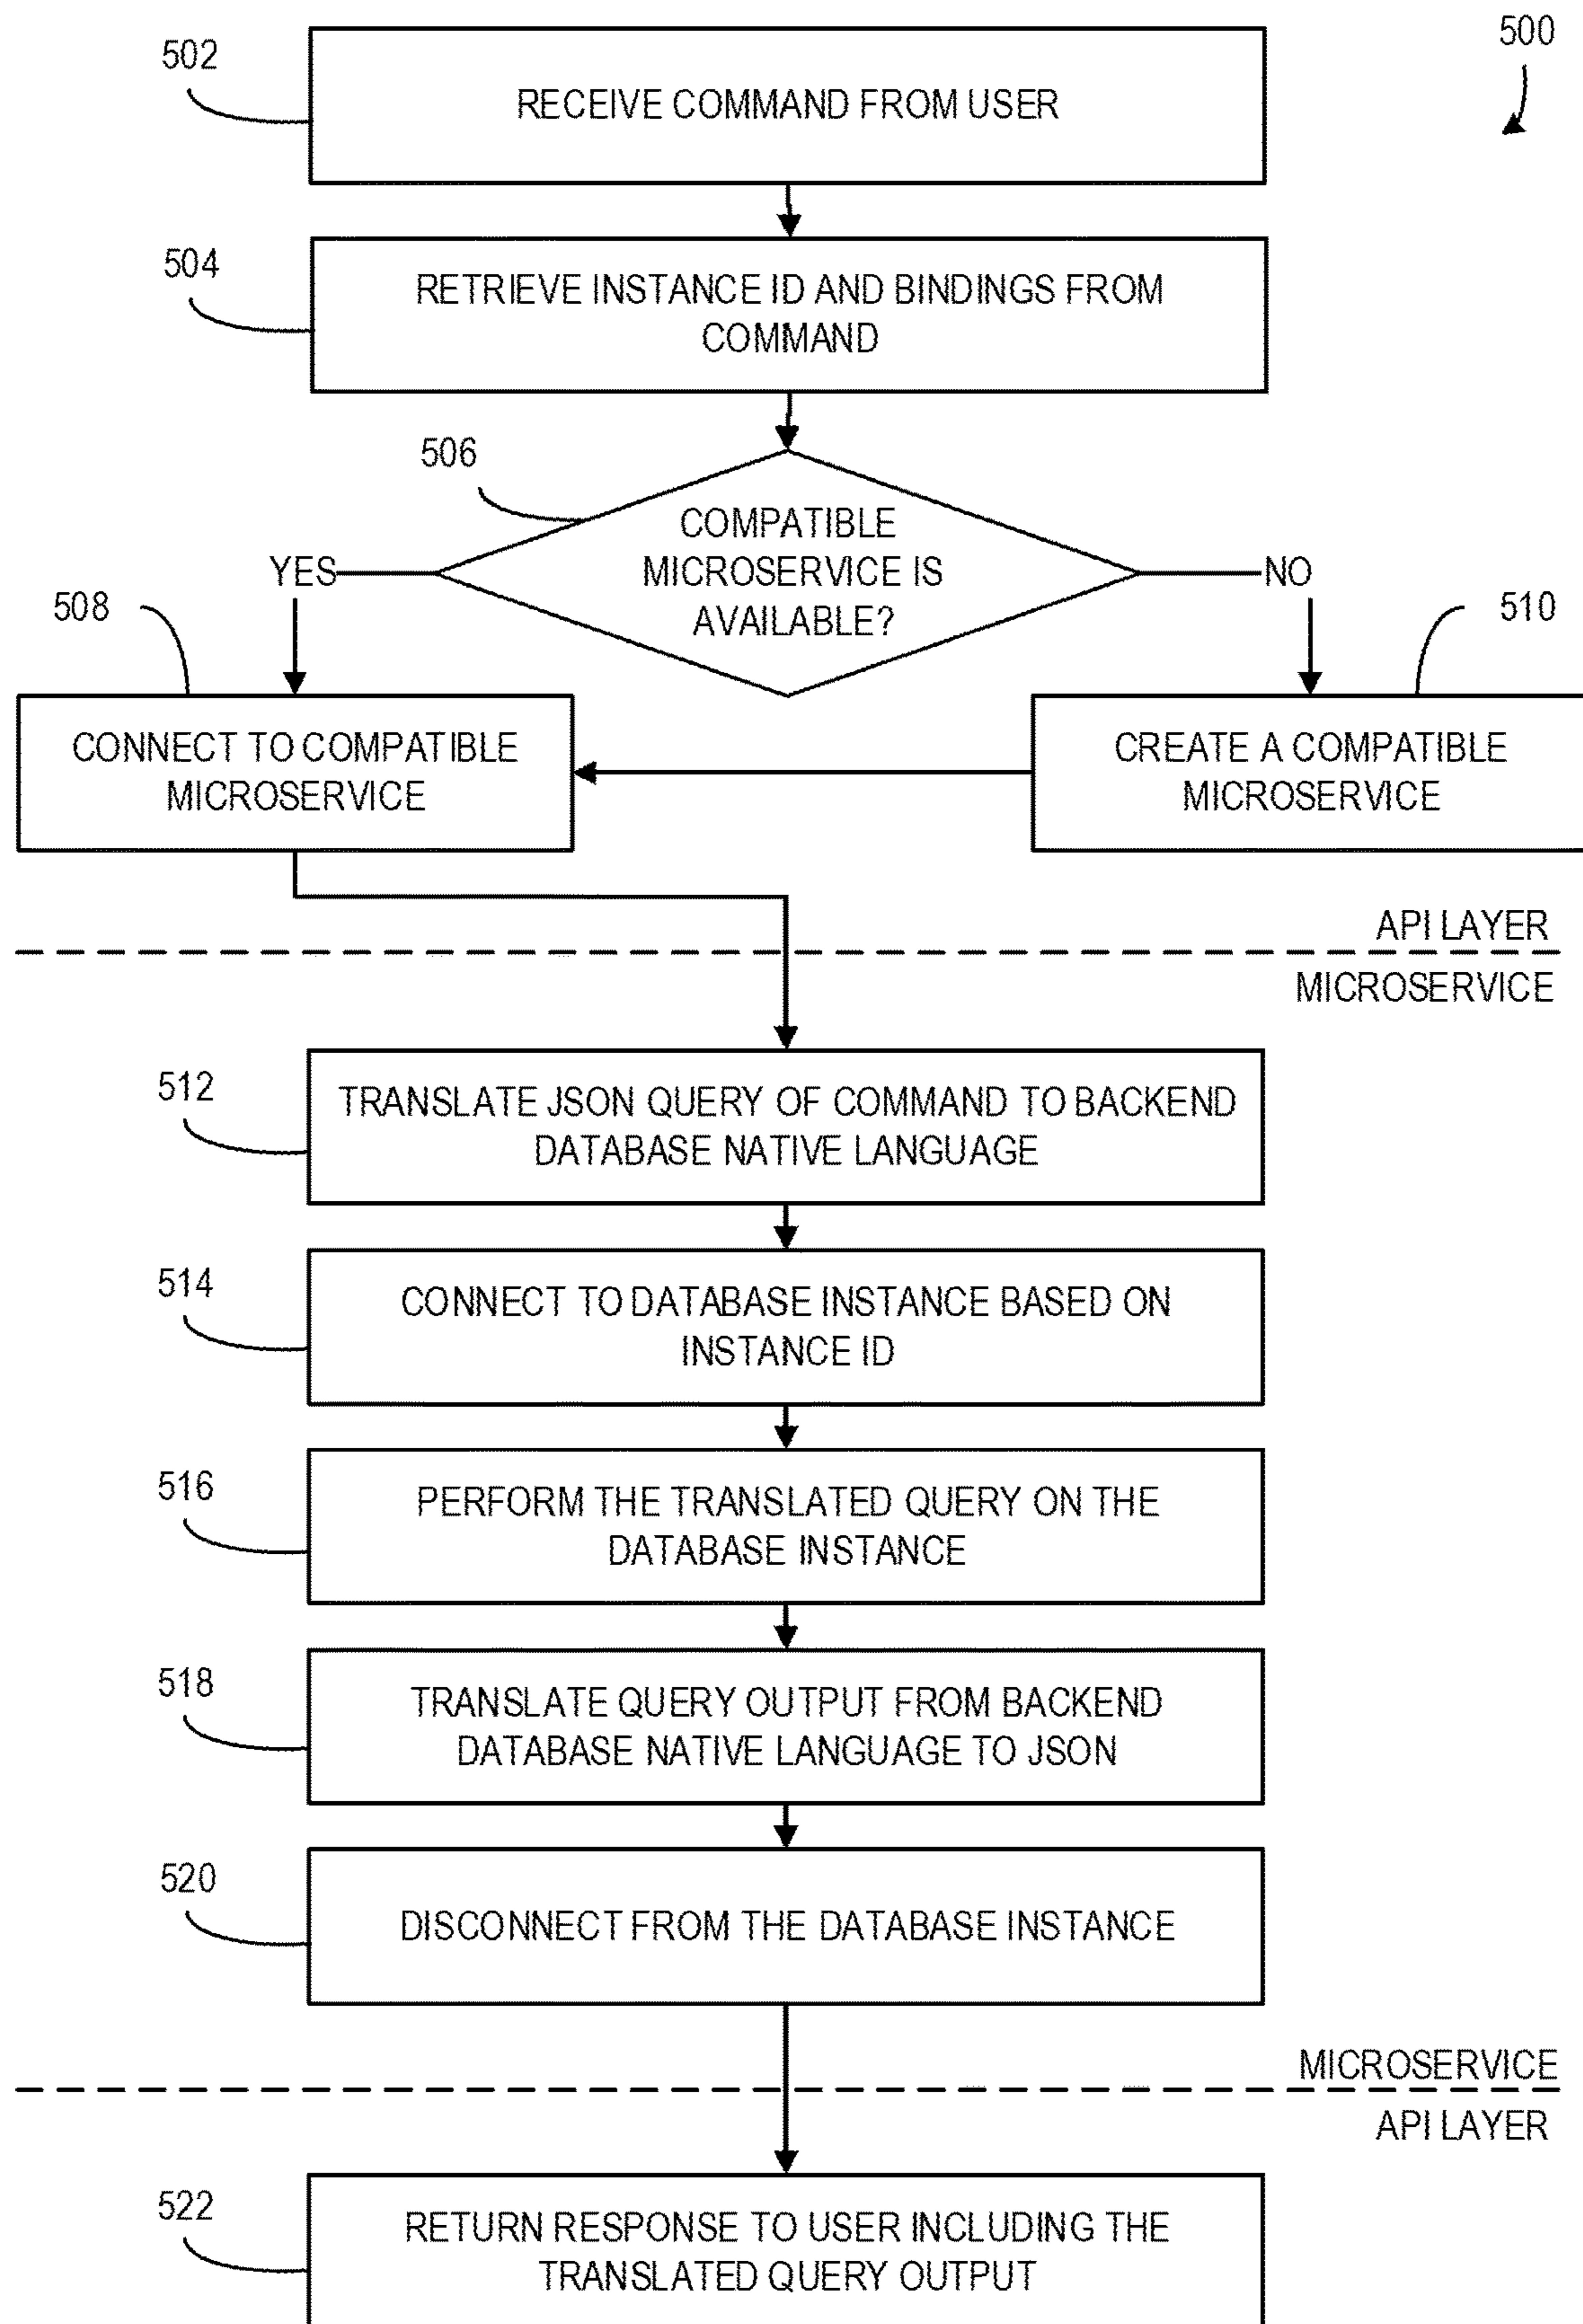 500
502
RECEIVE COMMAND FROM USER
504
RETRIEVE INSTANCE ID AND BINDINGS FROM
COMMAND
506
COMPATIBLE
MICROSERVICE IS
AVAILABLE?
YES
NO
508
510
CONNECT TO COMPATIBLE
MICROSERVICE
CREATE A COMPATIBLE
MICROSERVICE
API LAYER
MICROSERVICE
512
TRANSLATE JSON QUERY OF COMMAND TO BACKEND
DATABASE NATIVE LANGUAGE
514
CONNECT TO DATABASE INSTANCE BASED ON
INSTANCE ID
516
PERFORM THE TRANSLATED QUERY ON THE
DATABASE INSTANCE
518
TRANSLATE QUERY OUTPUT FROM BACKEND
DATABASE NATIVE LANGUAGE TO JSON
520
DISCONNECT FROM THE DATABASE INSTANCE
MICROSERVICE
API LAYER
522
RETURN RESPONSE TO USER INCLUDING THE
TRANSLATED QUERY OUTPUT